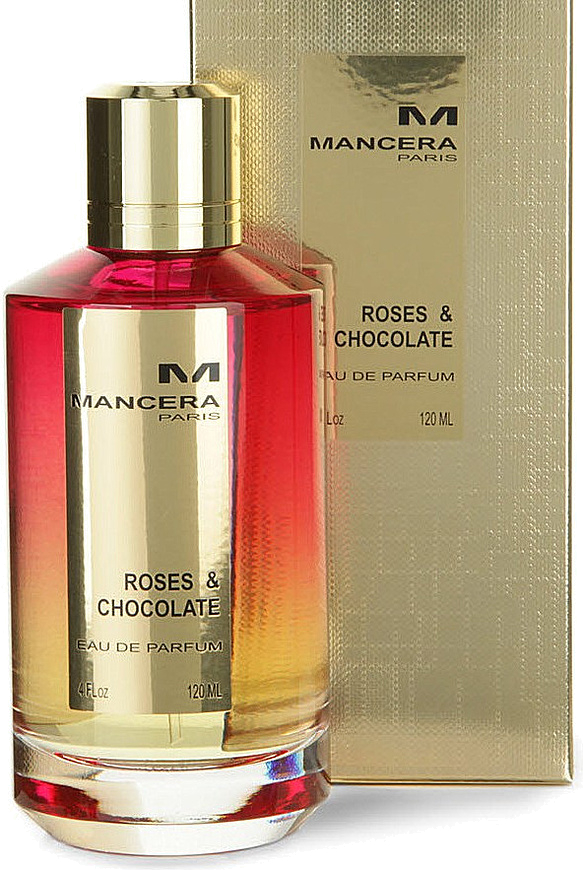 M
MANCERA
PARIS
ROSES &
CHOCOLATE
EAU DE PARFUM
4 FL oz 120 ML
M
MANCERA
PARIS
ROSES &
CHOCOLATE
AU DE PARFUM
L oz 120 ML